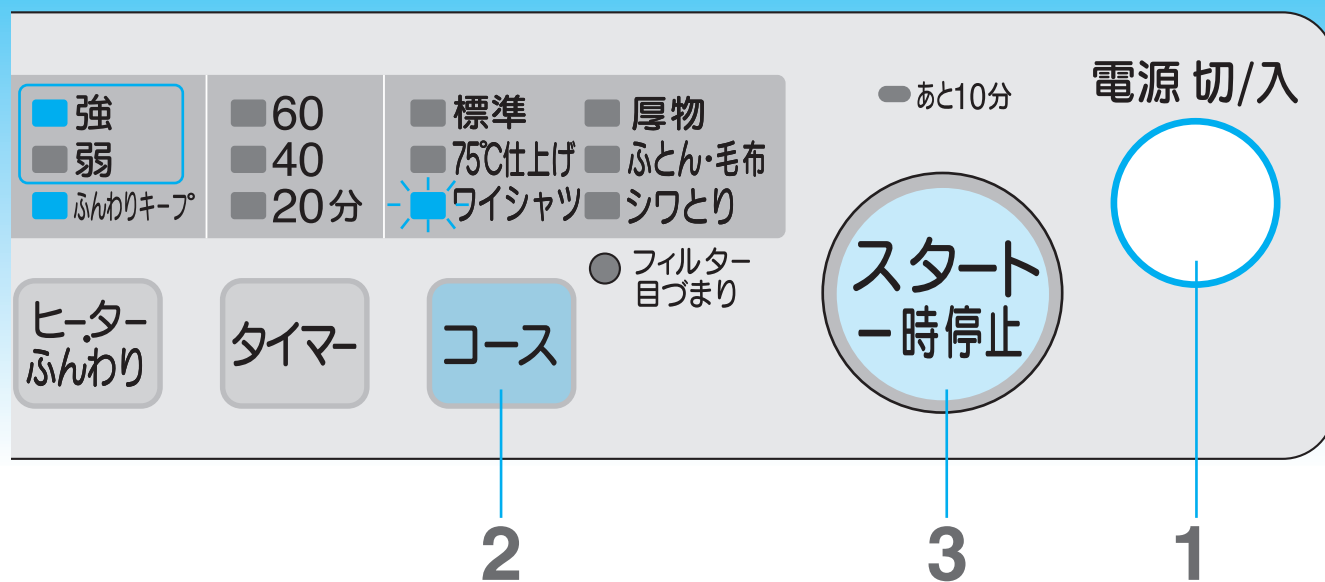 強
弱
ふんわりキープ
60
40
20分
標準
75℃仕上げ
ワイシャツ
厚物
ふとん・毛布
シワとり
あと10分
電源 切/入
フィルター
目づまり
ヒーター
・
ふんわり
タイマー
コース
スタート
一時停止
2
3
1